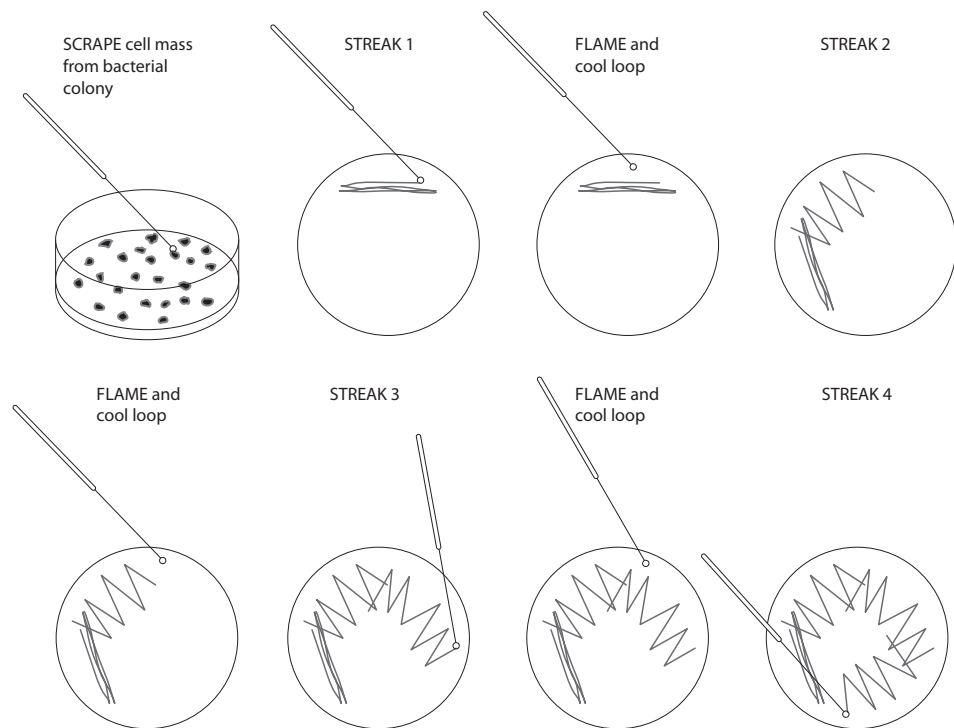 SCRAPE cell mass
from bacterial
colony
STREAK 1
FLAME and
cool loop
STREAK 2
FLAME and
cool loop
STREAK 3
FLAME and
cool loop
STREAK 4